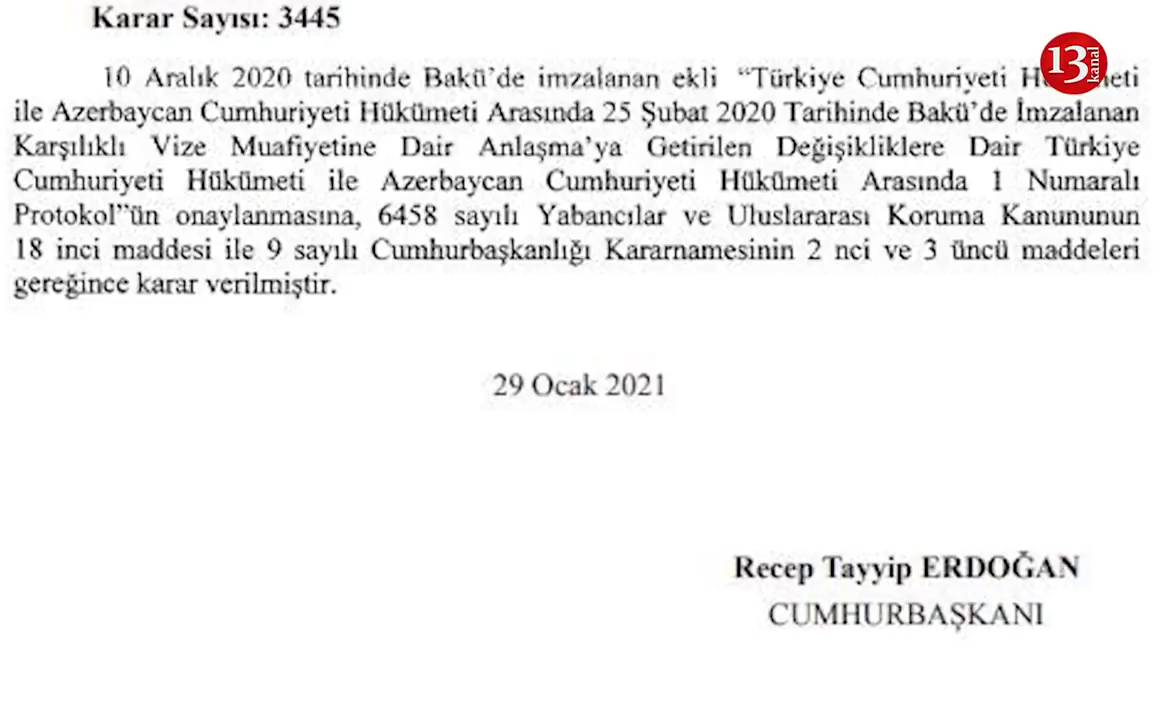 Karar Sayısı: 3445
13 kanal
10 Aralık 2020 tarihinde Bakü’de imzalanan ekli “Türkiye Cumhuriyeti
ile Azerbaycan Cumhuriyeti Hükümeti Arasında 25 Şubat 2020 Tarihinde Bakü’de İmzalanan
Karşılıklı Vize Muafiyetine Dair Anlaşma’ya Getirilen Değişikliklere Dair Türkiye
Cumhuriyeti Hükümeti ile Azerbaycan Cumhuriyeti Hükümeti Arasında 1 Numaralı
Protokol”ün onaylanmasına, 6458 sayılı Yabancılar ve Uluslararası Koruma Kanununun
18 inci maddesi ile 9 sayılı Cumhurbaşkanlığı Kararnamesinin 2 nci ve 3 üncü maddeleri
gereğince karar verilmiştir.
29 Ocak 2021
Recep Tayyip ERDOĞAN
CUMHURBAŞKANI